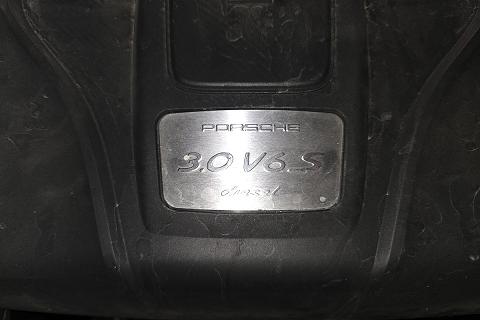 PORSCHE
3.0 V6 S
diesel